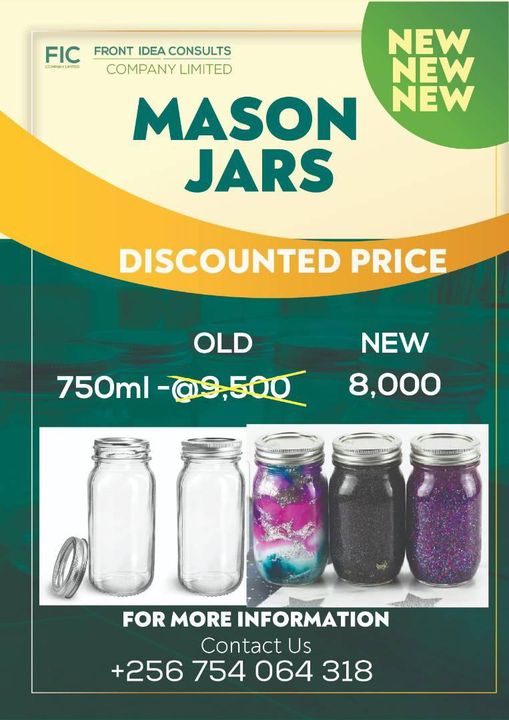 FIC
COMPANY LIMITED
FRONT IDEA CONSULTS
COMPANY LIMITED
NEW
NEW
NEW
MASON
JARS
DISCOUNTED PRICE
OLD NEW
750ml -@9,500 8,000
FOR MORE INFORMATION
Contact Us
+256 754 064 318